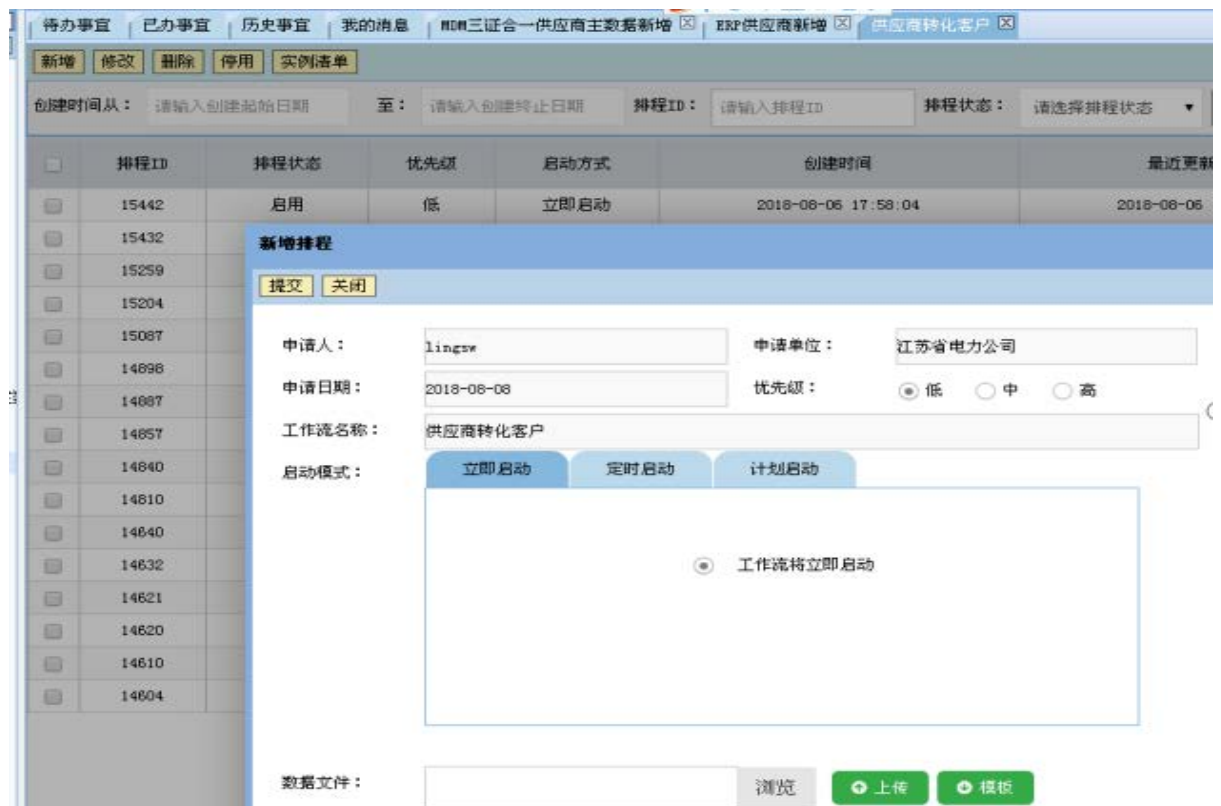 待办事宜 已办事宜 历史事宜 我的消息 MDM三证合一供应商主数据新增 ERP供应商新增 供应商转化客户
新增 修改 删除 停用 实例清单
创建时间从： 请输入创建起始日期 至： 请输入创建终止日期 排程ID： 请输入排程ID 排程状态： 请选择排程状态
排程ID 排程状态 优先级 启动方式 创建时间 最近更新
15442 启用 低 立即启动 2018-08-06 17:58:04 2018-08-06
15432
新增排程
15259
提交 关闭
15204
15087
申请人： lingsw 申请单位： 江苏省电力公司
14898
申请日期： 2018-08-08 优先级： 低 中 高
14887
工作流名称： 供应商转化客户
14857
启动模式： 立即启动 定时启动 计划启动
14840
14810
14640
14632 工作流将立即启动
14621
14620
14610
14604
数据文件： 浏览 上传 模板